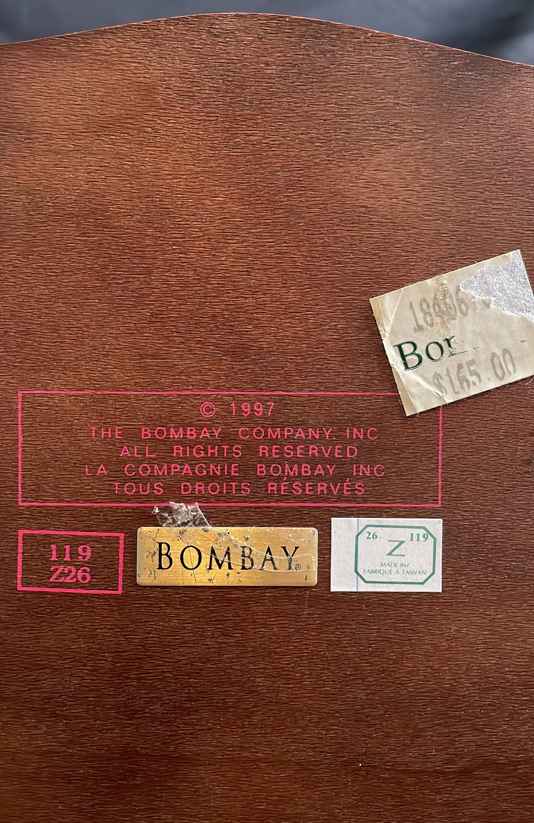 $165.00
© 1997
THE BOMBAY COMPANY, INC
ALL RIGHTS RESERVED
LA COMPAGNIE BOMBAY INC
TOUS DROITS RÉSERVÉS
119
Z26
BOMBAY
26 119
Z
MADE IN/
FABRIQUÉ À TAIWAN